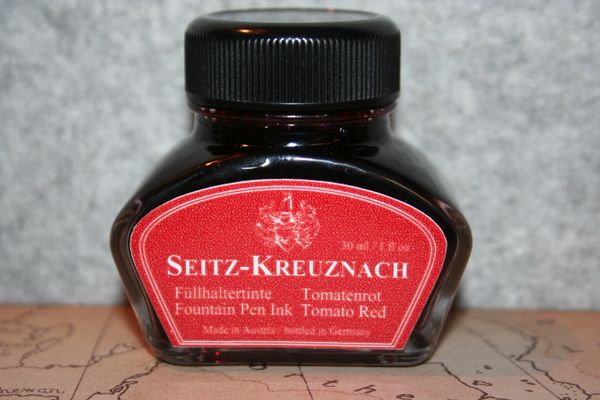 30 ml / 1 fl oz
SEITZ-KREUZNACH
Füllhaltertinte Tomatenrot
Fountain Pen Ink Tomato Red
Made in Austria - bottled in Germany
the